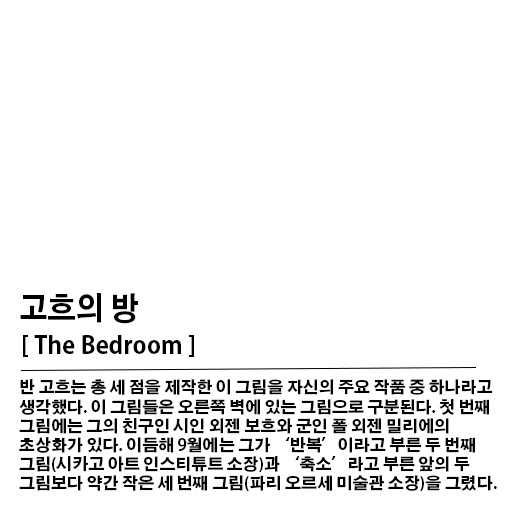 고흐의 방
[ The Bedroom ]
반 고흐는 총 세 점을 제작한 이 그림을 자신의 주요 작품 중 하나라고
생각했다. 이 그림들은 오른쪽 벽에 있는 그림으로 구분된다. 첫 번째
그림에는 그의 친구인 시인 외젠 보흐와 군인 폴 외젠 밀리에의
초상화가 있다. 이듬해 9월에는 그가 ‘반복’ 이라고 부른 두 번째
그림(시카고 아트 인스티튜트 소장)과 ‘축소’ 라고 부른 앞의 두
그림보다 약간 작은 세 번째 그림(파리 오르세 미술관 소장)을 그렸다.